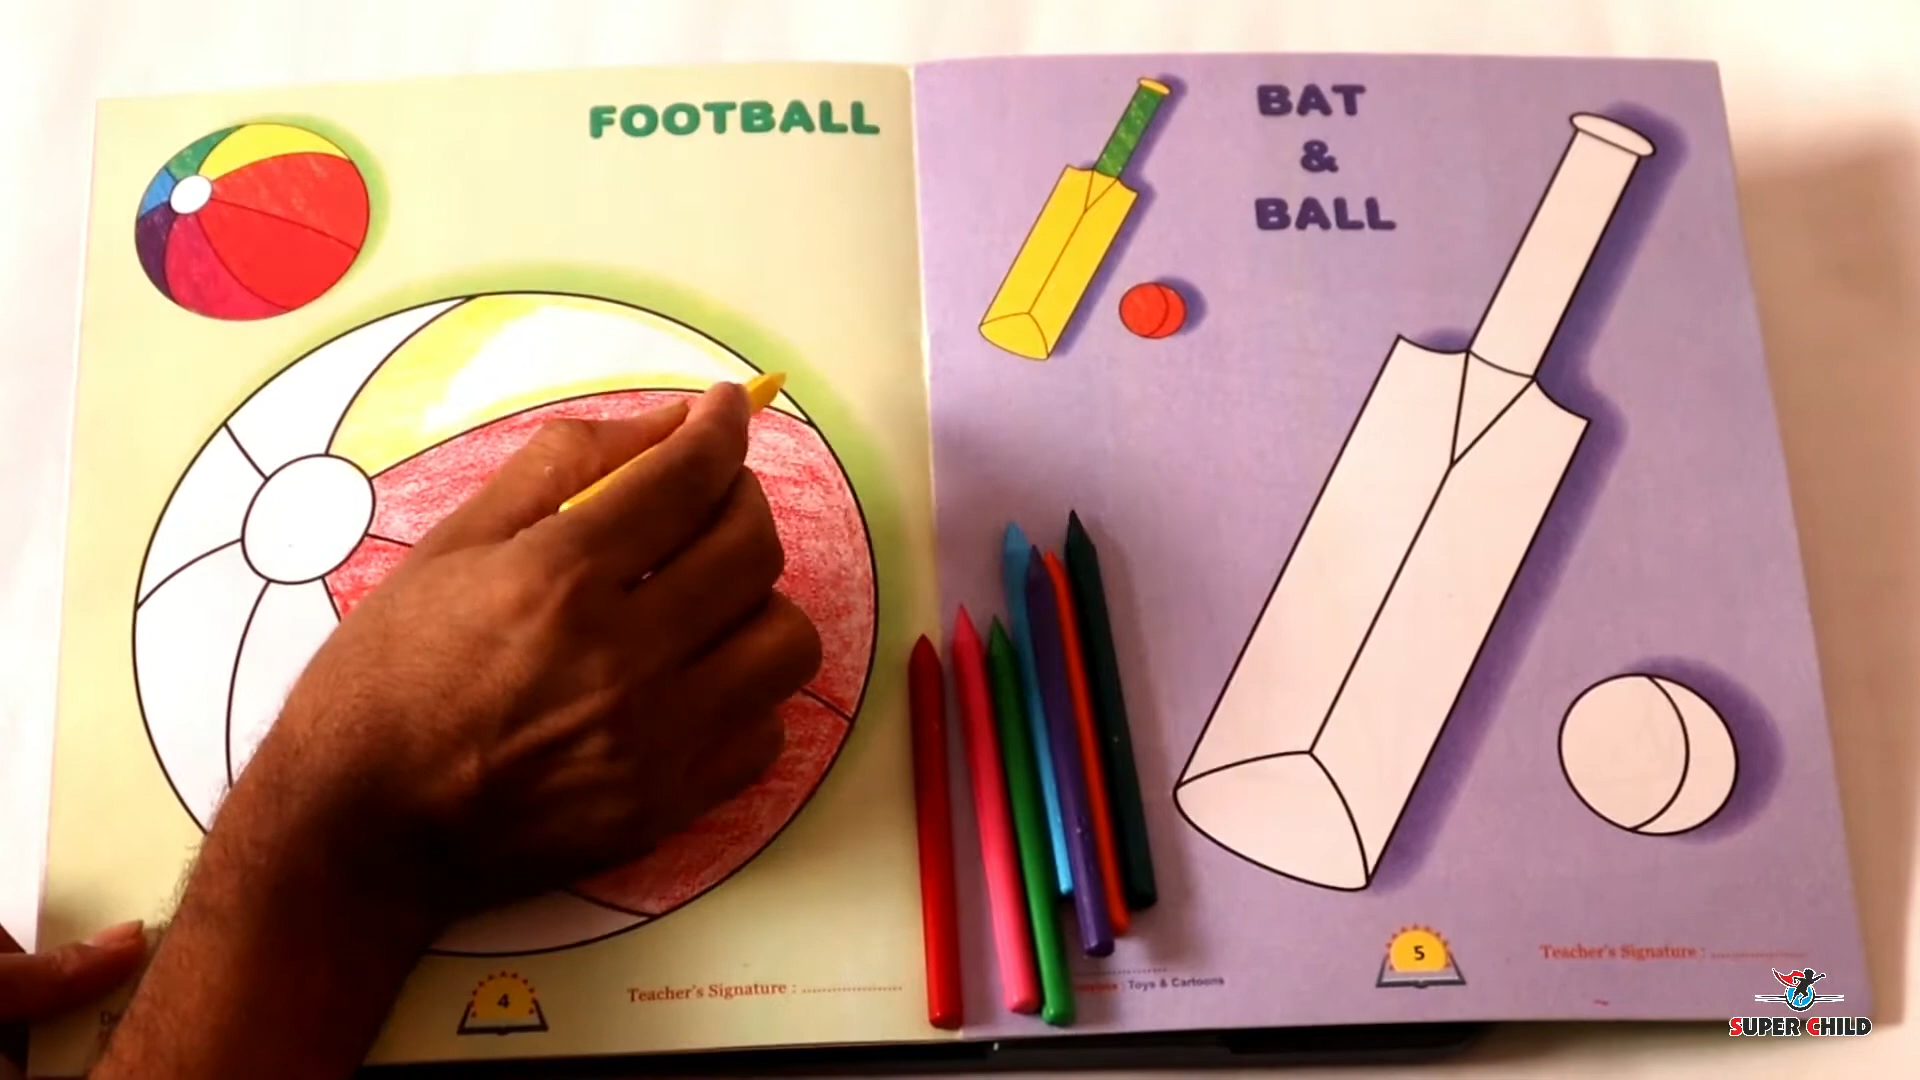 FOOTBALL
4
Teacher's Signature : ....................
BAT
&
BALL
: Toys & Cartoons
5
Teacher's Signature : ....................
SUPER CHILD